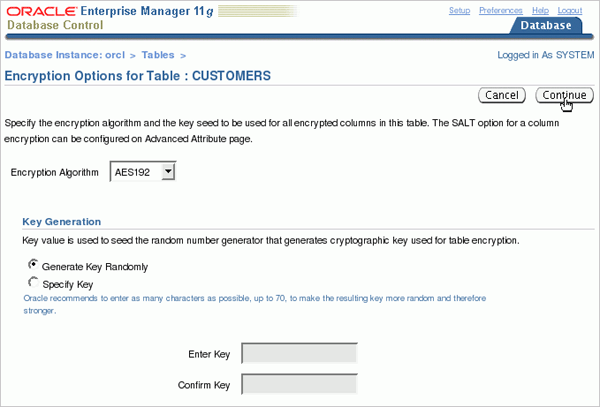 ORACLE Enterprise Manager 11g
Database Control
Setup Preferences Help Logout
Database
Database Instance: orcl > Tables >
Logged in As SYSTEM
Encryption Options for Table : CUSTOMERS
Cancel Continue
Specify the encryption algorithm and the key seed to be used for all encrypted columns in this table. The SALT option for a column
encryption can be configured on Advanced Attribute page.
Encryption Algorithm AES192
Key Generation
Key value is used to seed the random number generator that generates cryptographic key used for table encryption.
Generate Key Randomly
Specify Key
Oracle recommends to enter as many characters as possible, up to 70, to make the resulting key more random and therefore
stronger.
Enter Key
Confirm Key